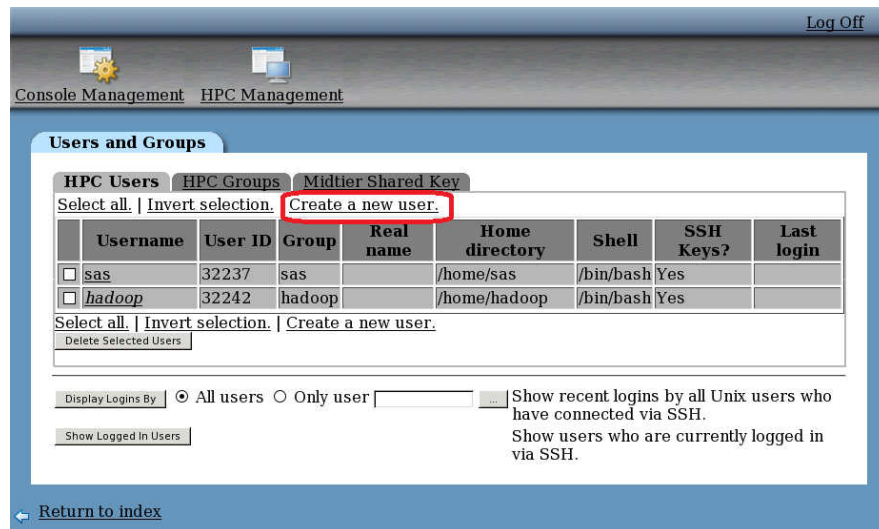 Log Off
Console Management HPC Management
Users and Groups
HPC Users HPC Groups Midtier Shared Key
Select all. | Invert selection. Create a new user.
Username User ID Group Real name Home directory Shell SSH Keys? Last login
sas 32237 sas /home/sas /bin/bash Yes
hadoop 32242 hadoop /home/hadoop /bin/bash Yes
Select all. | Invert selection. | Create a new user.
Delete Selected Users
Display Logins By All users Only user ... Show recent logins by all Unix users who
have connected via SSH.
Show Logged In Users Show users who are currently logged in
via SSH.
Return to index